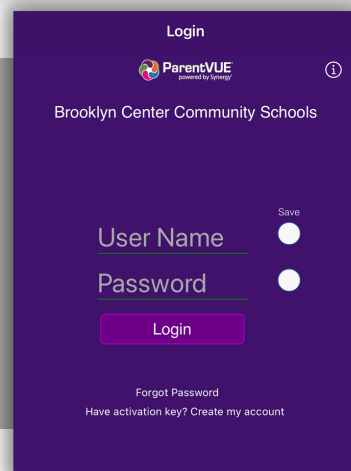 Login
ParentVUE
powered by Synergy
Brooklyn Center Community Schools
Save
User Name
Password
Login
Forgot Password
Have activation key? Create my account